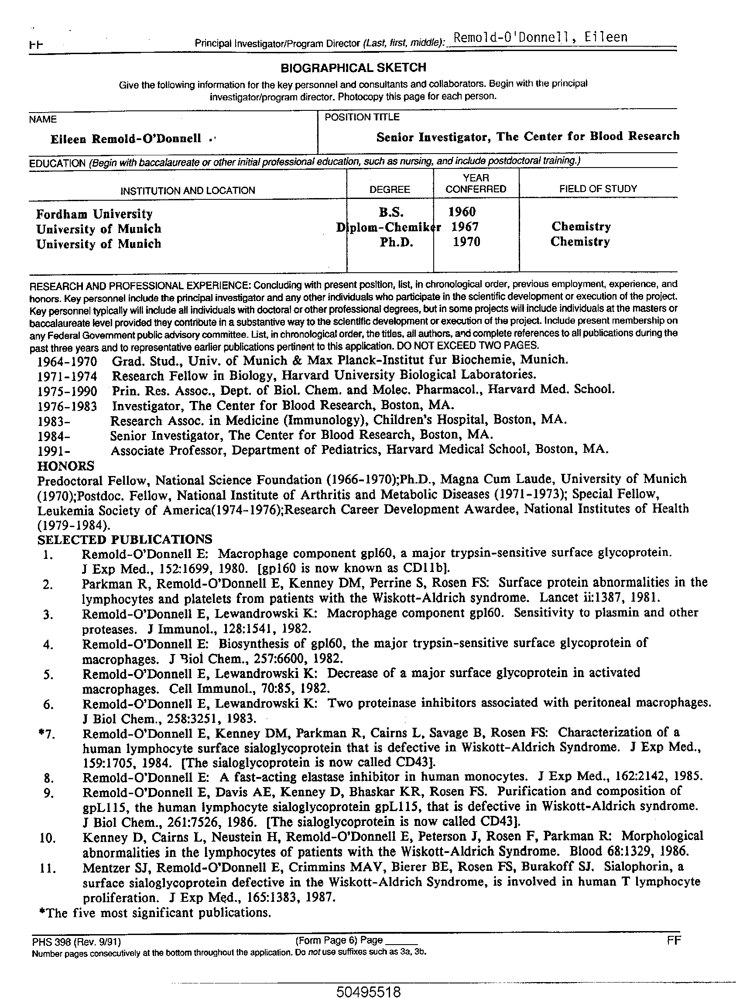 FF
Principal Investigator/Program Director (Last, first, middle): Remold-O'Donnell, Eileen
BIOGRAPHICAL SKETCH
Give the following information for the key personnel and consultants and collaborators. Begin with the principal
investigator/program director. Photocopy this page for each person.
NAME
POSITION TITLE
Eileen Remold-O'Donnell
Senior Investigator, The Center for Blood Research
EDUCATION (Begin with baccalaureate or other initial professional education, such as nursing, and include postdoctoral training.)
INSTITUTION AND LOCATION DEGREE YEAR CONFERRED FIELD OF STUDY
Fordham University B.S. 1960
University of Munich Diplom-Chemiker 1967 Chemistry
University of Munich Ph.D. 1970 Chemistry
RESEARCH AND PROFESSIONAL EXPERIENCE: Concluding with present position, list, in chronological order, previous employment, experience, and
honors. Key personnel include the principal investigator and any other individuals who participate in the scientific development or execution of the project.
Key personnel typically will include all individuals with doctoral or other professional degrees, but in some projects will include individuals at the masters or
baccalaureate level provided they contribute in a substantive way to the scientific development or execution of the project. Include present membership on
any Federal Government public advisory committee. List, in chronological order, the titles, all authors, and complete references to all publications during the
past three years and to representative earlier publications pertinent to this application. DO NOT EXCEED TWO PAGES.
1964-1970 Grad. Stud., Univ. of Munich & Max Planck-Institut fur Biochemie, Munich.
1971-1974 Research Fellow in Biology, Harvard University Biological Laboratories.
1975-1990 Prin. Res. Assoc., Dept. of Biol. Chem. and Molec. Pharmacol., Harvard Med. School.
1976-1983 Investigator, The Center for Blood Research, Boston, MA.
1983- Research Assoc. in Medicine (Immunology), Children's Hospital, Boston, MA.
1984- Senior Investigator, The Center for Blood Research, Boston, MA.
1991- Associate Professor, Department of Pediatrics, Harvard Medical School, Boston, MA.
HONORS
Predoctoral Fellow, National Science Foundation (1966-1970);Ph.D., Magna Cum Laude, University of Munich
(1970);Postdoc. Fellow, National Institute of Arthritis and Metabolic Diseases (1971-1973); Special Fellow,
Leukemia Society of America(1974-1976);Research Career Development Awardee, National Institutes of Health
(1979-1984).
SELECTED PUBLICATIONS
1. Remold-O'Donnell E: Macrophage component gpl60, a major trypsin-sensitive surface glycoprotein.
J Exp Med., 152:1699, 1980. [gp160 is now known as CD11b].
2. Parkman R, Remold-O'Donnell E, Kenney DM, Perrine S, Rosen FS: Surface protein abnormalities in the
lymphocytes and platelets from patients with the Wiskott-Aldrich syndrome. Lancet ii:1387, 1981.
3. Remold-O'Donnell E, Lewandrowski K: Macrophage component gpl60. Sensitivity to plasmin and other
proteases. J Immunol., 128:1541, 1982.
4. Remold-O'Donnell E: Biosynthesis of gpl60, the major trypsin-sensitive surface glycoprotein of
macrophages. J Biol Chem., 257:6600, 1982.
5. Remold-O'Donnell E, Lewandrowski K: Decrease of a major surface glycoprotein in activated
macrophages. Cell Immunol., 70:85, 1982.
6. Remold-O'Donnell E, Lewandrowski K: Two proteinase inhibitors associated with peritoneal macrophages.
J Biol Chem., 258:3251, 1983.
*7. Remold-O'Donnell E, Kenney DM, Parkman R, Cairns L, Savage B, Rosen FS: Characterization of a
human lymphocyte surface sialoglycoprotein that is defective in Wiskott-Aldrich Syndrome. J Exp Med.,
159:1705, 1984. [The sialoglycoprotein is now called CD43].
8. Remold-O'Donnell E: A fast-acting elastase inhibitor in human monocytes. J Exp Med., 162:2142, 1985.
9. Remold-O'Donnell E, Davis AE, Kenney D, Bhaskar KR, Rosen FS. Purification and composition of
gpL115, the human lymphocyte sialoglycoprotein gpL115, that is defective in Wiskott-Aldrich syndrome.
J Biol Chem., 261:7526, 1986. [The sialoglycoprotein is now called CD43].
10. Kenney D, Cairns L, Neustein H, Remold-O'Donnell E, Peterson J, Rosen F, Parkman R: Morphological
abnormalities in the lymphocytes of patients with the Wiskott-Aldrich Syndrome. Blood 68:1329, 1986.
11. Mentzer SJ, Remold-O'Donnell E, Crimmins MAV, Bierer BE, Rosen FS, Burakoff SJ. Sialophorin, a
surface sialoglycoprotein defective in the Wiskott-Aldrich Syndrome, is involved in human T lymphocyte
proliferation. J Exp Med., 165:1383, 1987.
*The five most significant publications.
PHS 398 (Rev. 9/91) (Form Page 6) Page ______ FF
Number pages consecutively at the bottom throughout the application. Do not use suffixes such as 3a, 3b.
50495518